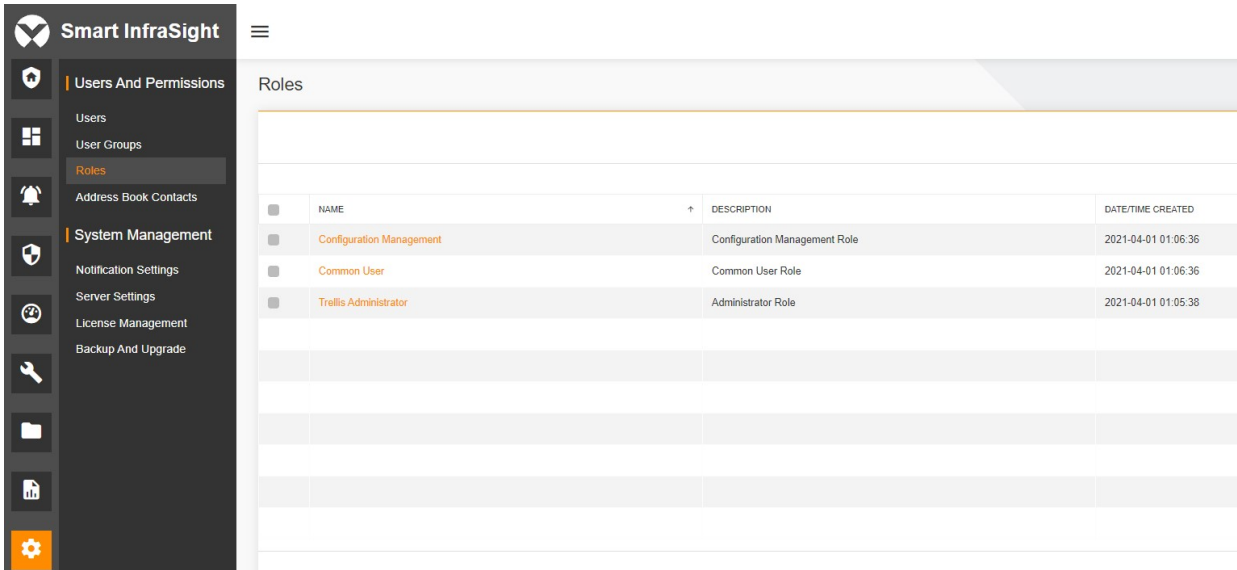 Smart InfraSight
Users And Permissions
Users
User Groups
Roles
Address Book Contacts
System Management
Notification Settings
Server Settings
License Management
Backup And Upgrade
Roles
NAME ↑ DESCRIPTION DATE/TIME CREATED
Configuration Management Configuration Management Role 2021-04-01 01:06:36
Common User Common User Role 2021-04-01 01:06:36
Trellis Administrator Administrator Role 2021-04-01 01:05:38